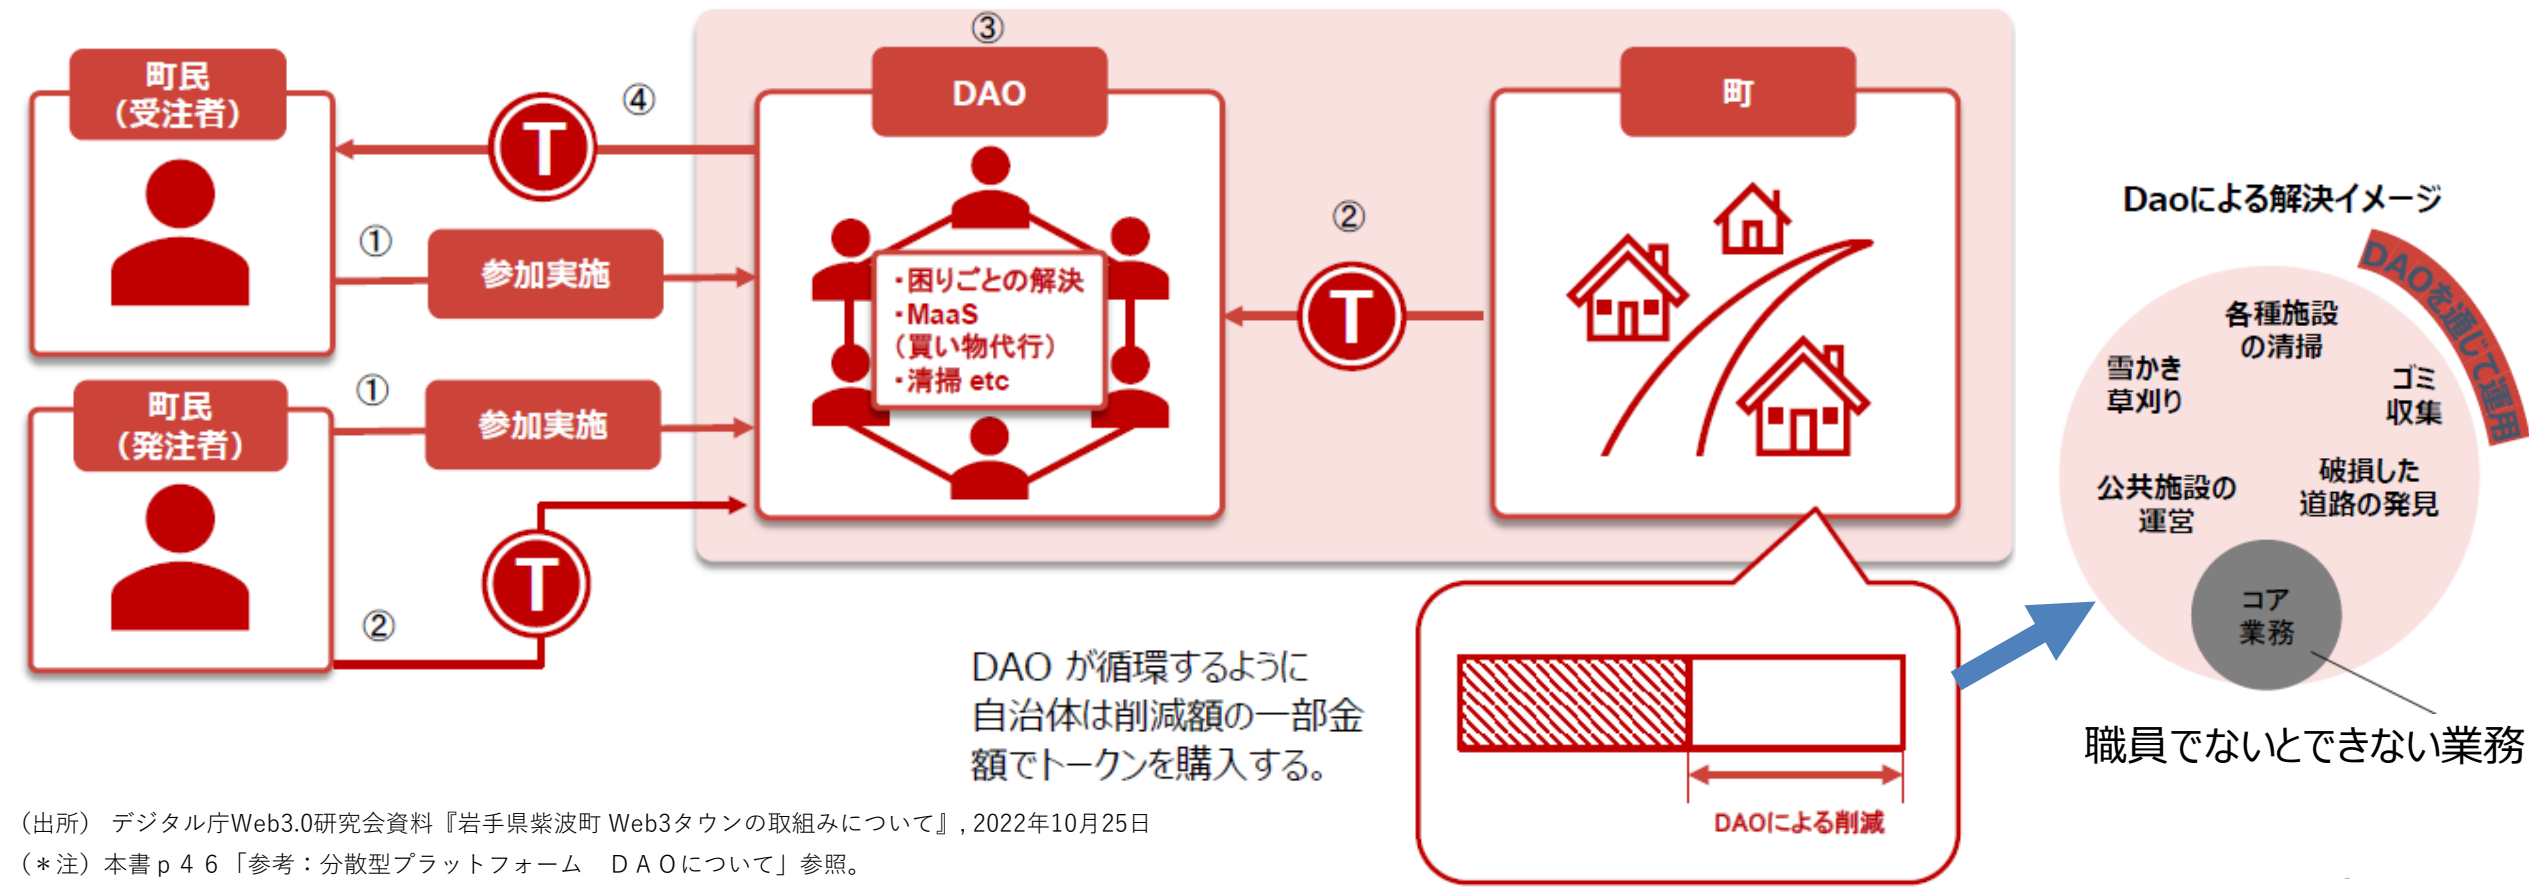 ③
町民
（受注者）
④
T
DAO
町
①
参加実施
②
T
・困りごとの解決
・MaaS
（買い物代行）
・清掃 etc
町民
（発注者）
①
参加実施
②
T
DAO が循環するように
自治体は削減額の一部金
額でトークンを購入する。
DAOによる削減
Daoによる解決イメージ
DAOを通じて運用
各種施設
の清掃
雪かき
草刈り
ゴミ
収集
公共施設の
運営
破損した
道路の発見
コア
業務
職員でないとできない業務
（出所） デジタル庁Web3.0研究会資料『岩手県紫波町 Web3タウンの取組みについて』, 2022年10月25日
（＊注）本書ｐ４６「参考：分散型プラットフォーム　ＤＡＯについて」参照。